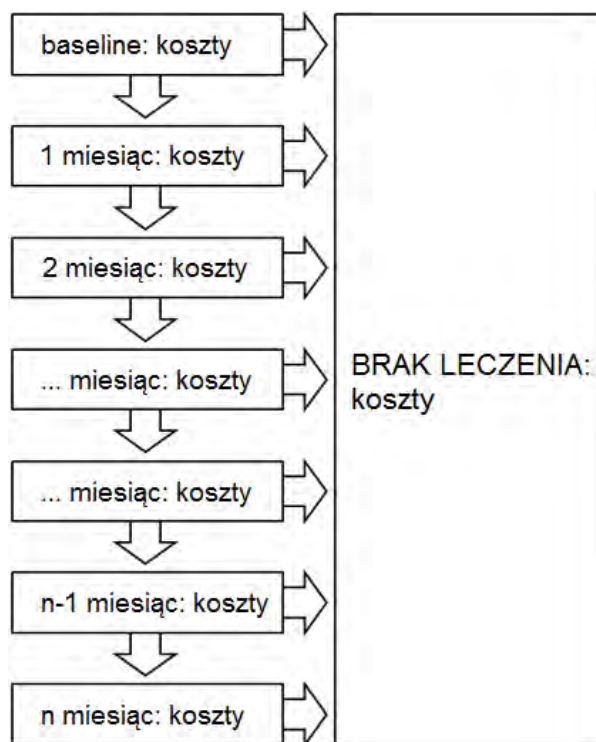 baseline: koszty
1 miesiąc: koszty
2 miesiąc: koszty
... miesiąc: koszty
... miesiąc: koszty
n-1 miesiąc: koszty
n miesiąc: koszty
BRAK LECZENIA:
koszty